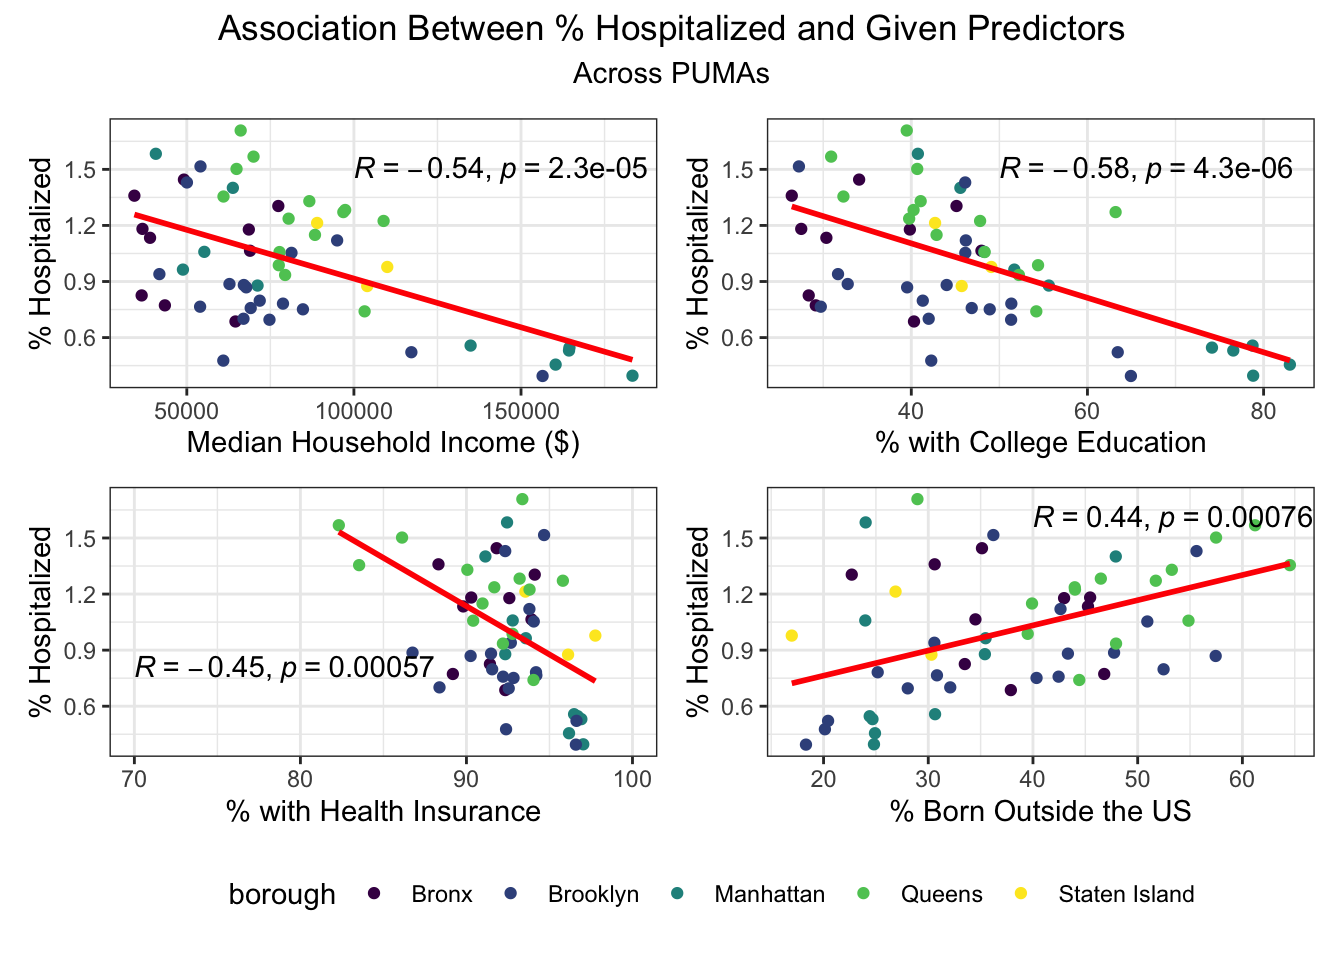 Association Between % Hospitalized and Given Predictors
Across PUMAs
% Hospitalized
1.5
1.2
0.9
0.6
R = −0.54, p = 2.3e-05
50000 100000 150000
Median Household Income ($)
% Hospitalized
1.5
1.2
0.9
0.6
R = −0.58, p = 4.3e-06
40 60 80
% with College Education
% Hospitalized
1.5
1.2
0.9
0.6
R = −0.45, p = 0.00057
70 80 90 100
% with Health Insurance
% Hospitalized
1.5
1.2
0.9
0.6
R = 0.44, p = 0.00076
20 30 40 50 60
% Born Outside the US
borough Bronx Brooklyn Manhattan Queens Staten Island